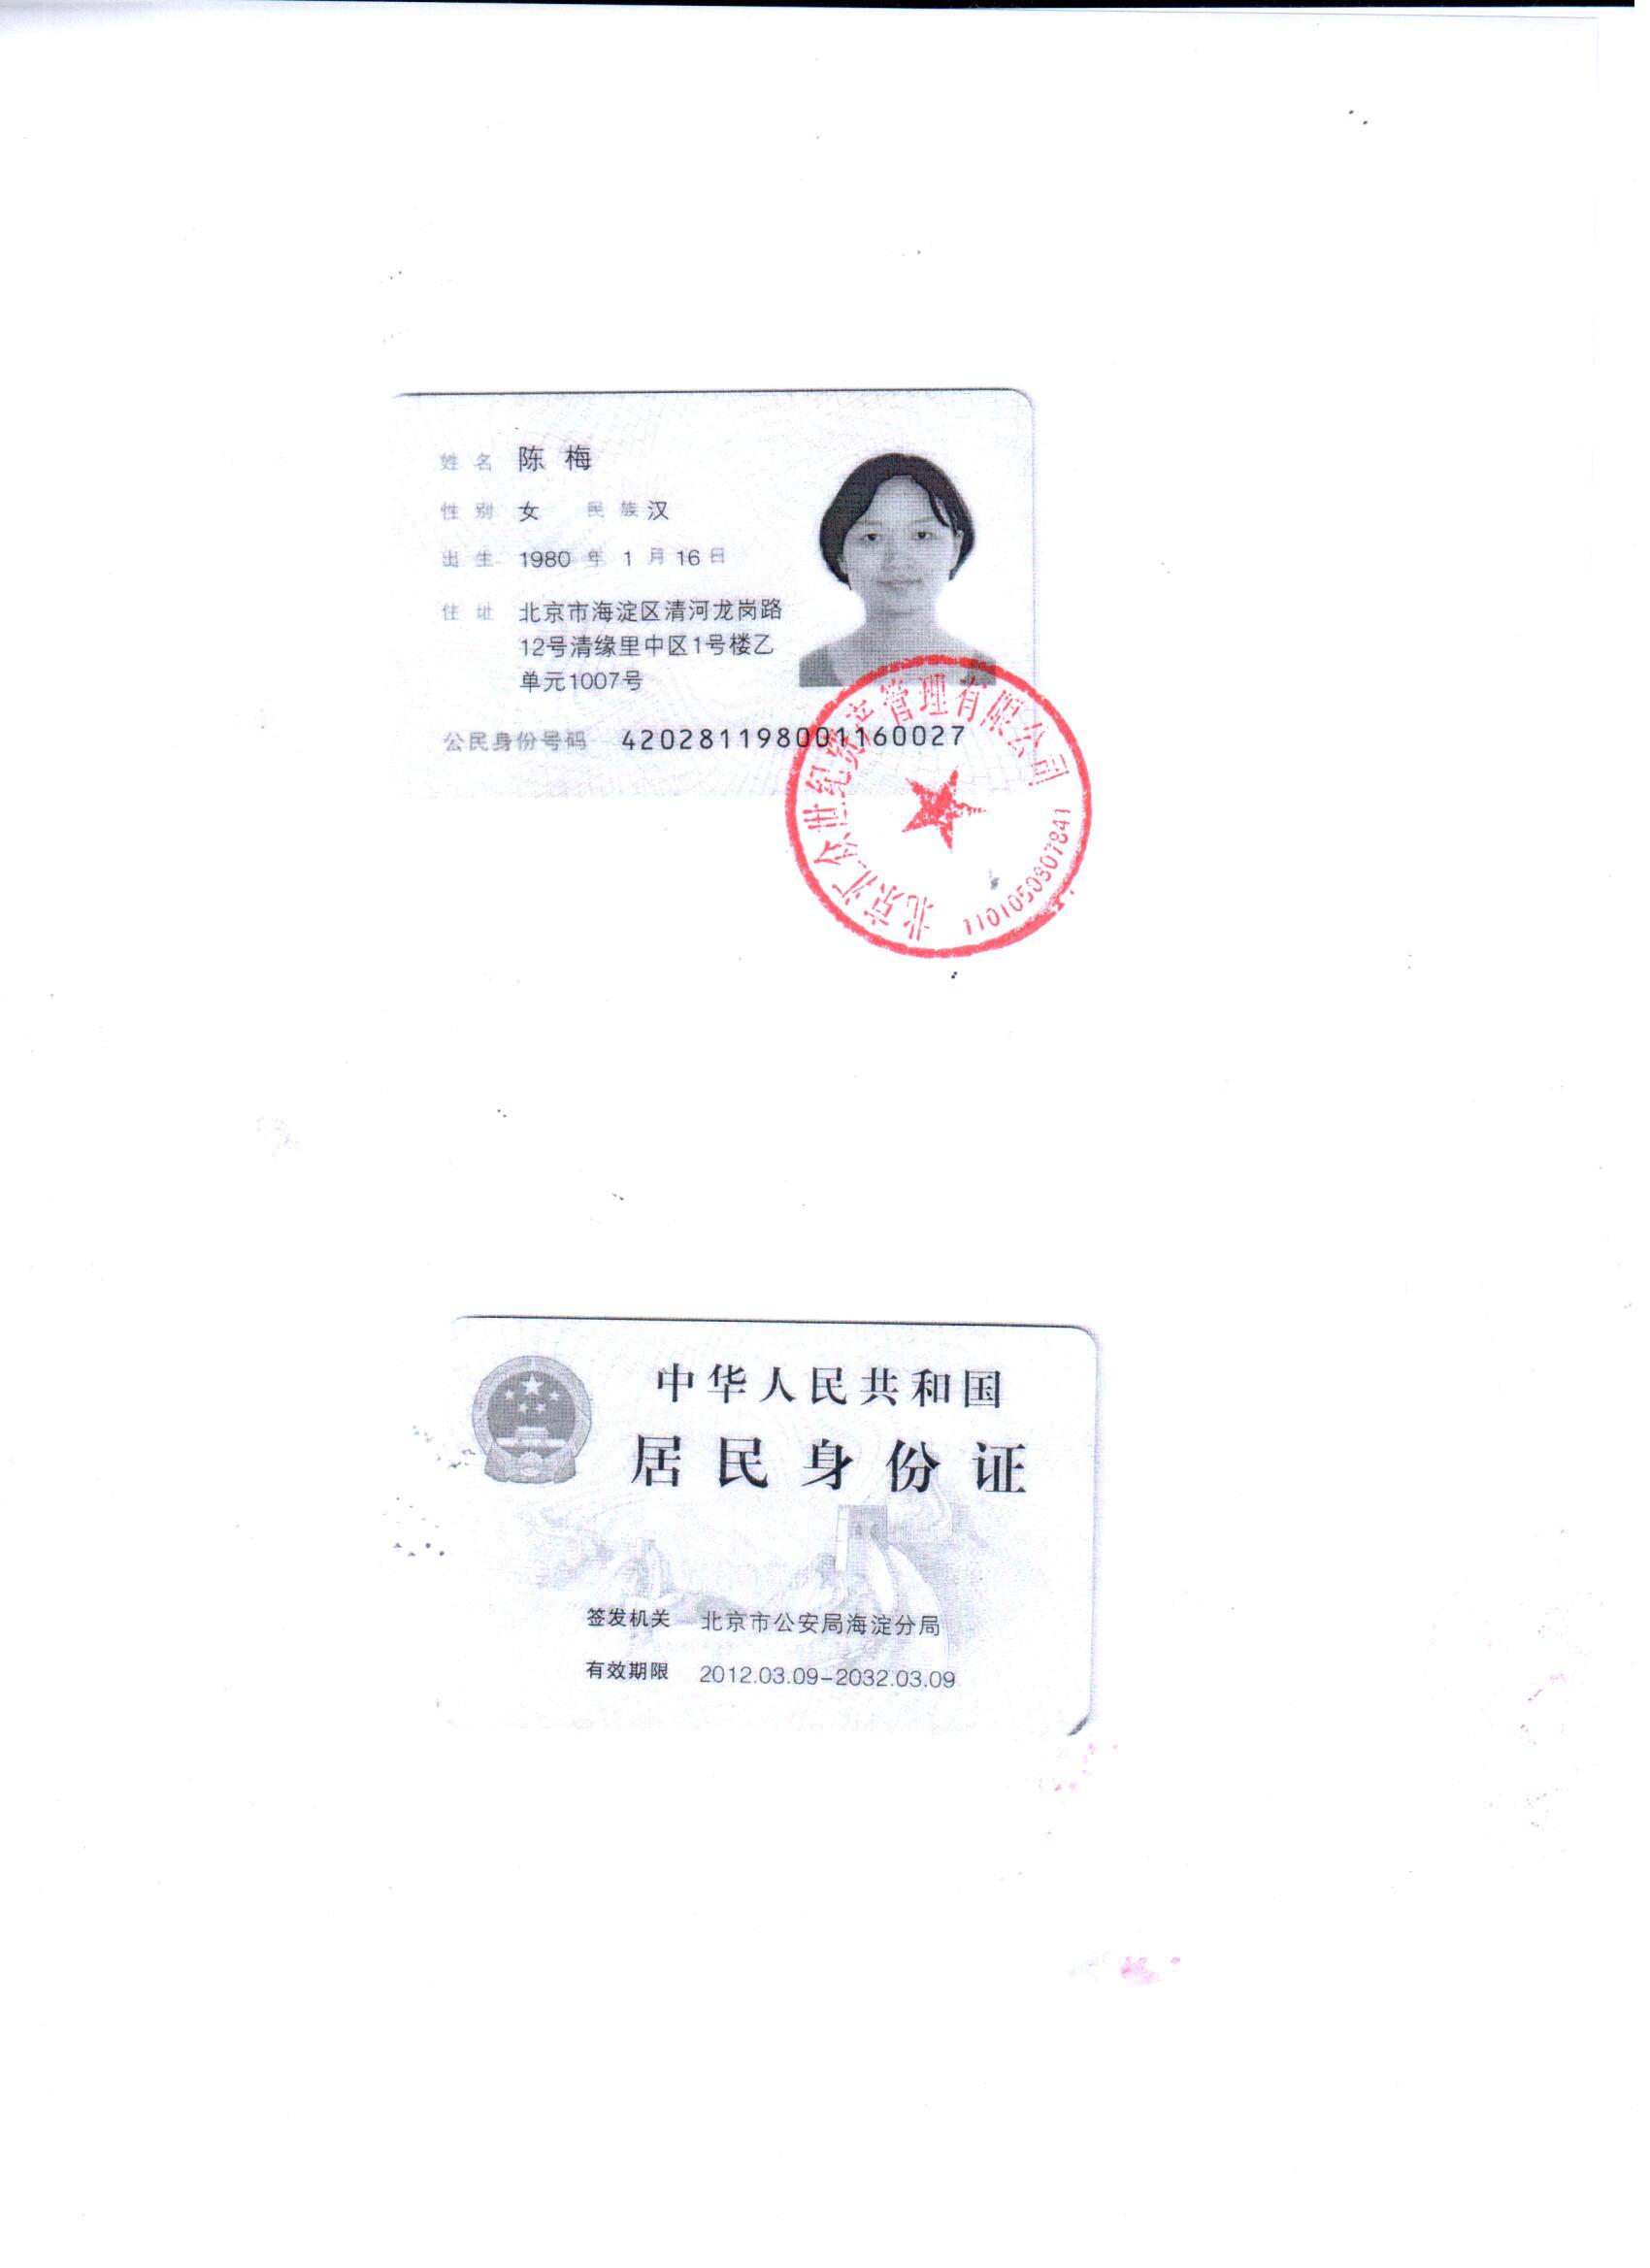 姓名 陈梅
性别 女 民族 汉
出生 1980 年 1 月 16 日
住址 北京市海淀区清河龙岗路
12号清缘里中区1号楼乙
单元1007号
公民身份号码 420281198001160027
北京汇众世纪资产管理有限公司
1101050907841
中华人民共和国
居民身份证
签发机关 北京市公安局海淀分局
有效期限 2012.03.09-2032.03.09